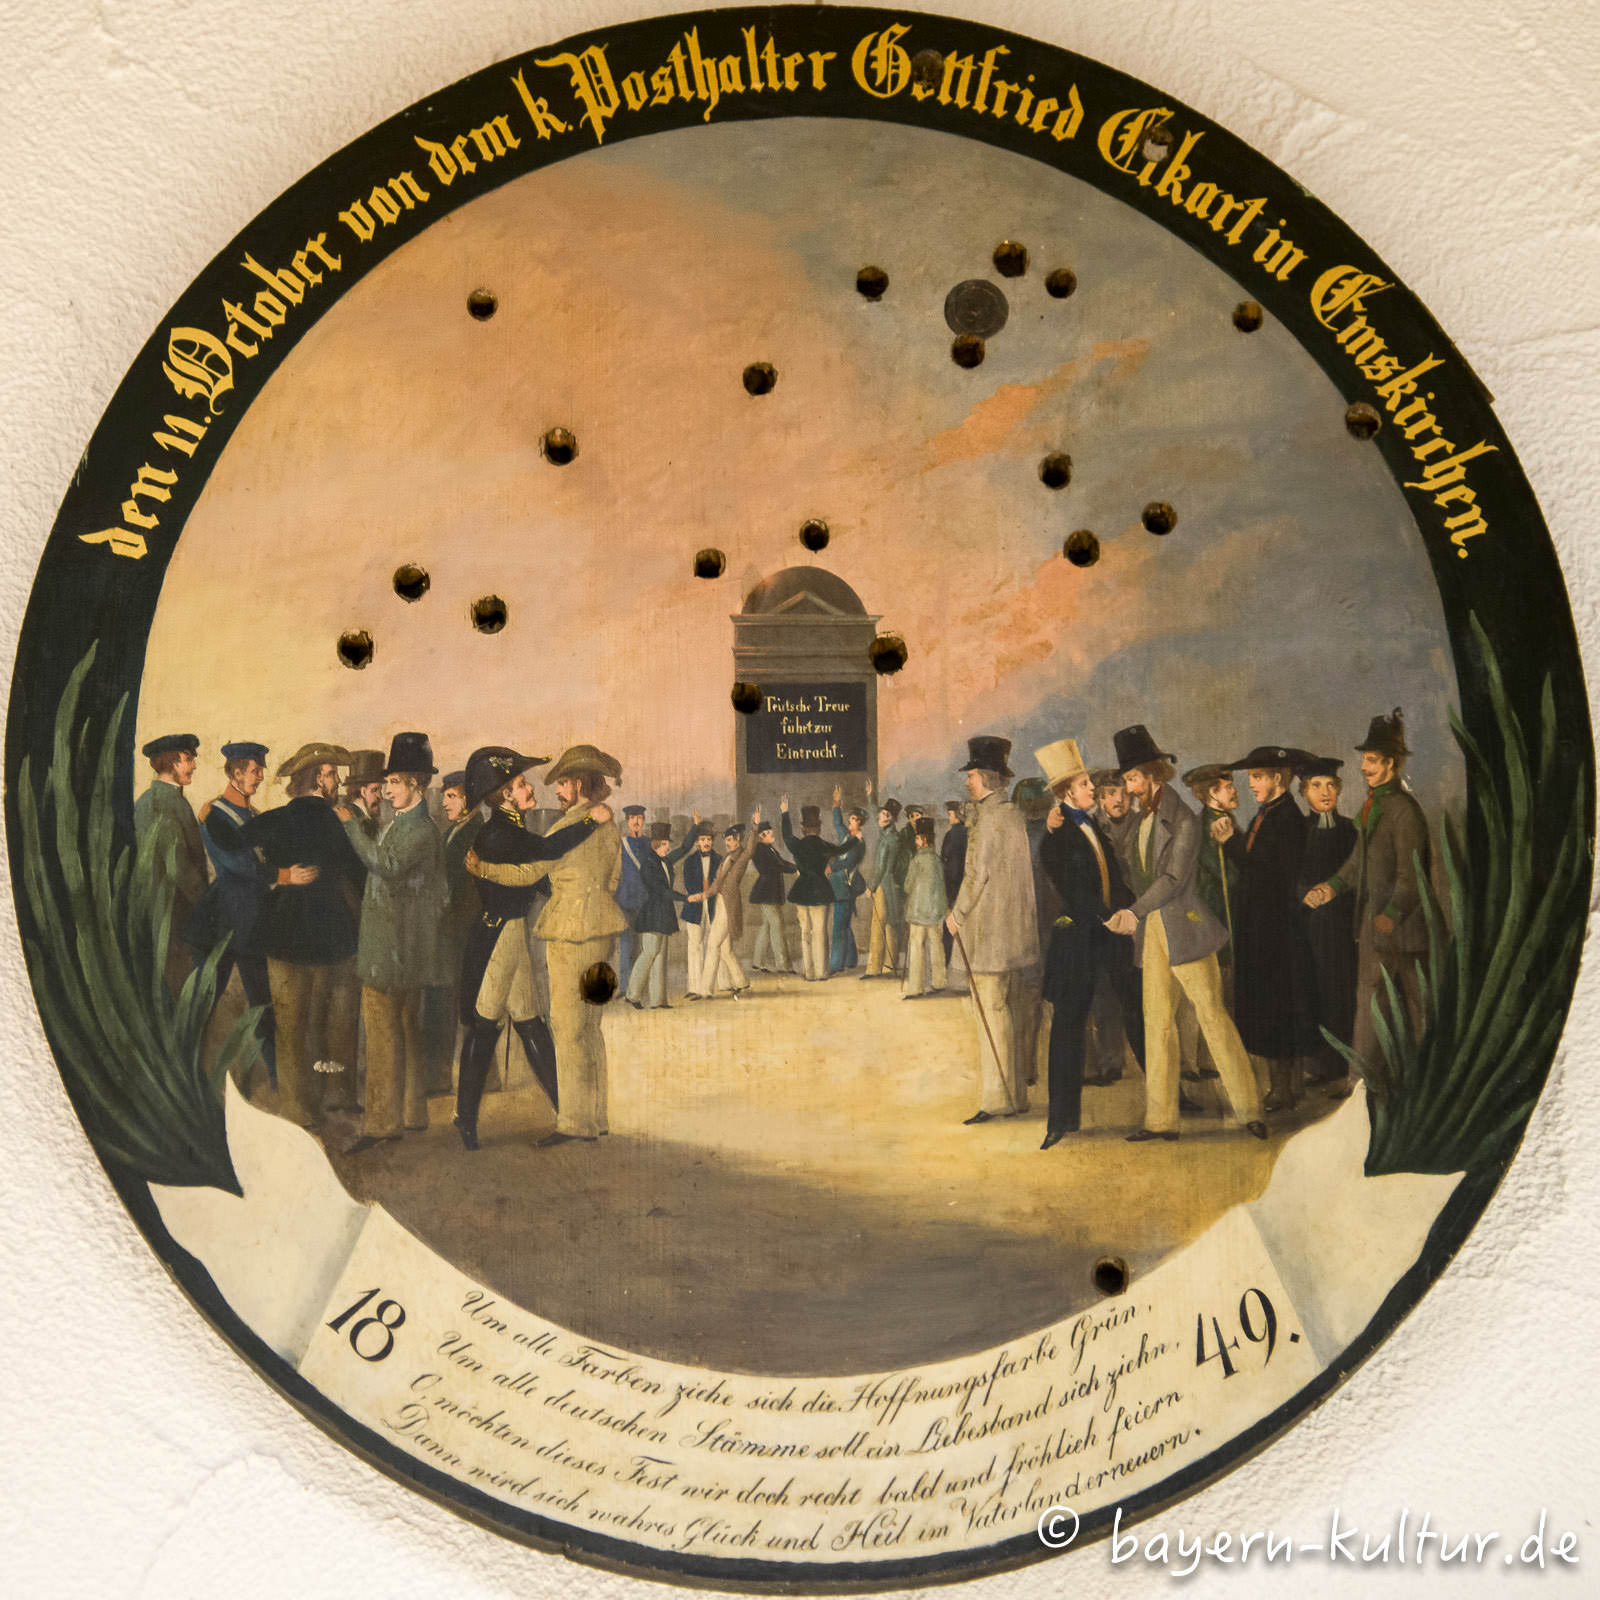 den 11. October von dem k. Posthalter Gottfried Eckart in Emskirchen.
Teutsche Treue
führt zur
Eintracht.
18 49.
Um alle Farben ziehe sich die Hoffnungsfarbe Grün,
Um alle deutschen Stämme soll ein Liebesband sich ziehn,
O, möchten dieses Fest wir doch recht bald und fröhlich feiern
Dann wird sich wahres Glück und Heil im Vaterland erneuern.
© bayern-kultur.de